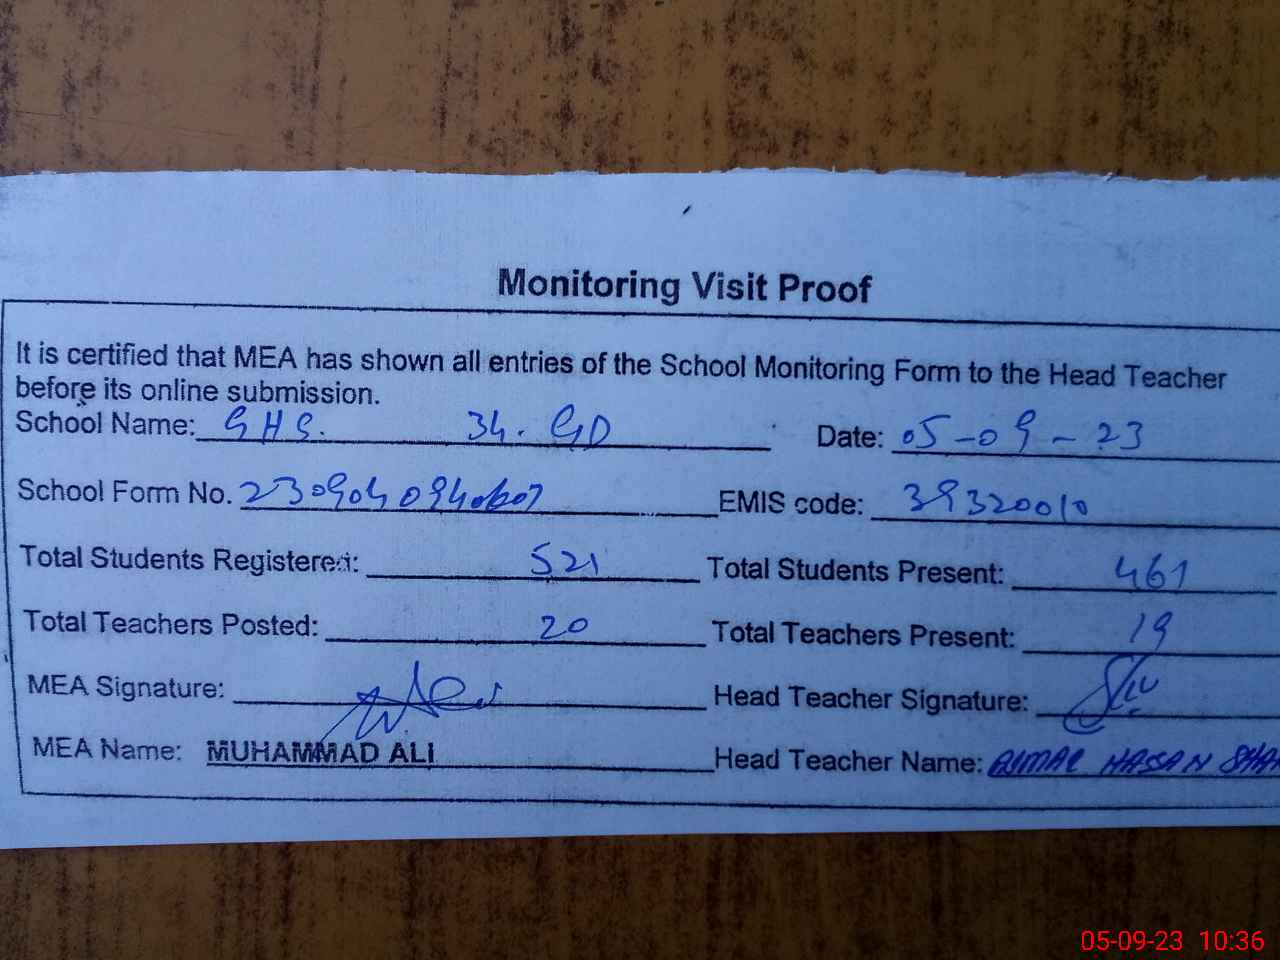 Monitoring Visit Proof
It is certified that MEA has shown all entries of the School Monitoring Form to the Head Teacher
before its online submission.
School Name: GHS. 34. GD Date: 05-09-23
School Form No. EMIS code: 39320010
Total Students Registered: 521 Total Students Present: 461
Total Teachers Posted: 20 Total Teachers Present: 19
MEA Signature: Head Teacher Signature:
MEA Name: MUHAMMAD ALI Head Teacher Name: HASSAN
05-09-23 10:36